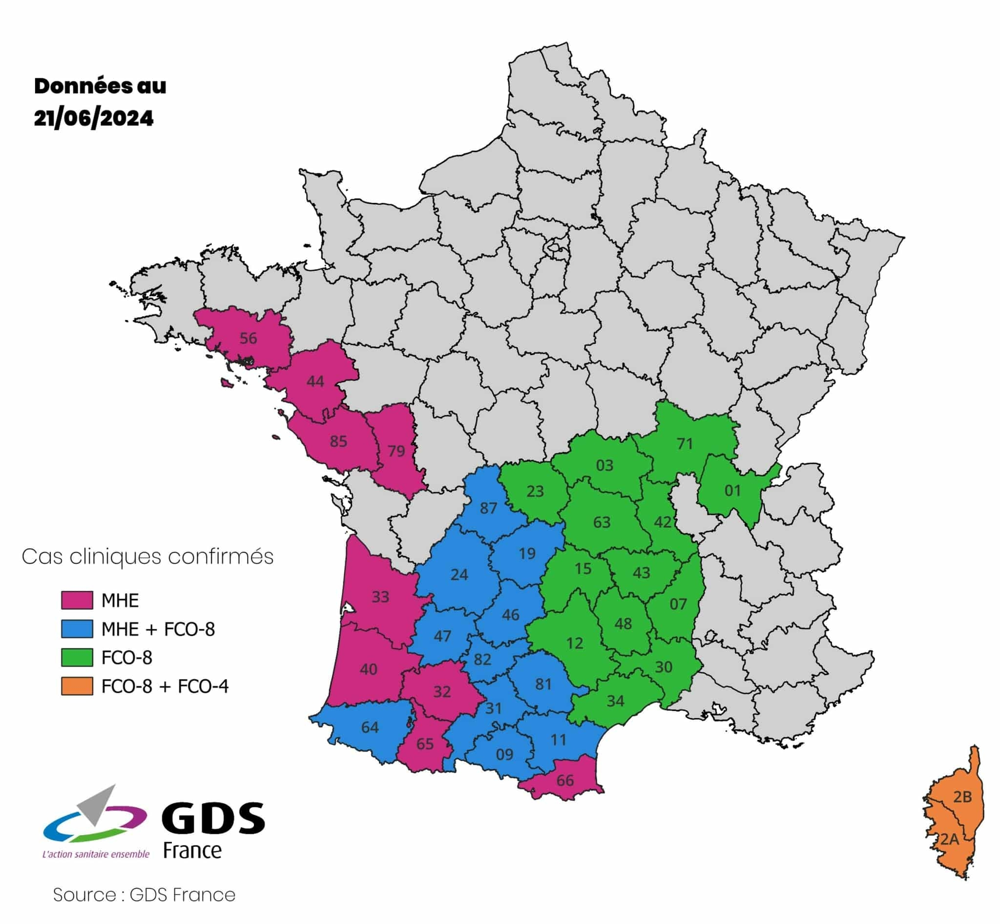 Données au
21/06/2024
56
44
85
79
71
03
01
23
87
63
42
19
15
43
24
33
07
46
48
47
12
82
30
40
81
32
34
31
64
11
65
09
66
Cas cliniques confirmés
MHE
MHE + FCO-8
FCO-8
FCO-8 + FCO-4
2B
2A
GDS
France
L'action sanitaire ensemble
Source : GDS France